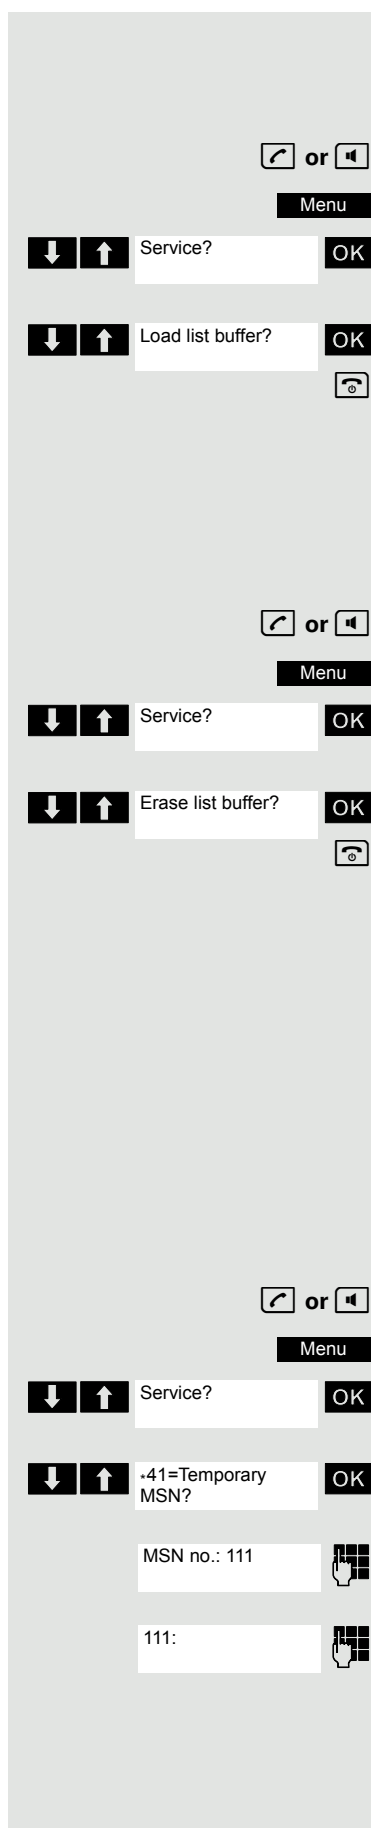 or
Menu
Service? OK
Load list buffer? OK
or
Menu
Service? OK
Erase list buffer? OK
or
Menu
Service? OK
*41=Temporary OK
MSN?
MSN no.: 111
111: